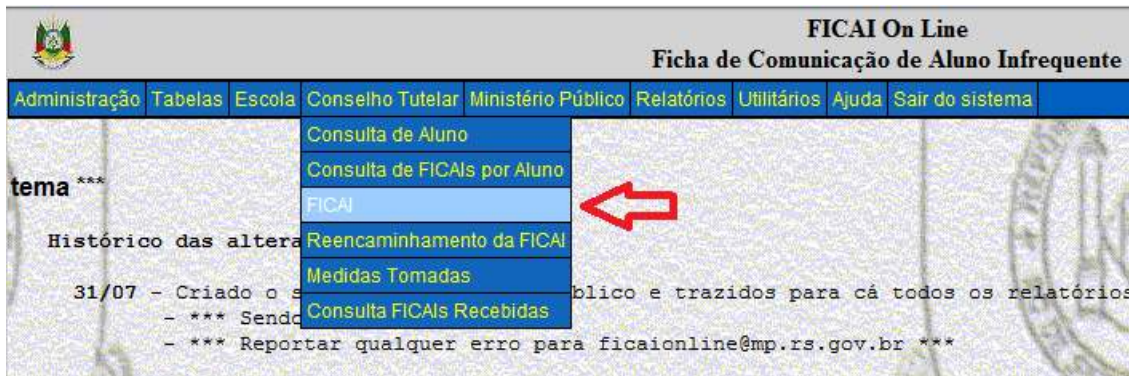 FICAI On Line
Ficha de Comunicação de Aluno Infrequente
Administração Tabelas Escola Conselho Tutelar Ministério Público Relatórios Utilitários Ajuda Sair do sistema
Consulta de Aluno
Consulta de FICAIs por Aluno
tema ***
FICAI
Histórico das altera
Reencaminhamento da FICAI
Medidas Tomadas
31/07 - Criado o s blico e trazidos para cá todos os relatórios
Consulta FICAIs Recebidas
- *** Sendo
- *** Reportar qualquer erro para ficaionline@mp.rs.gov.br ***